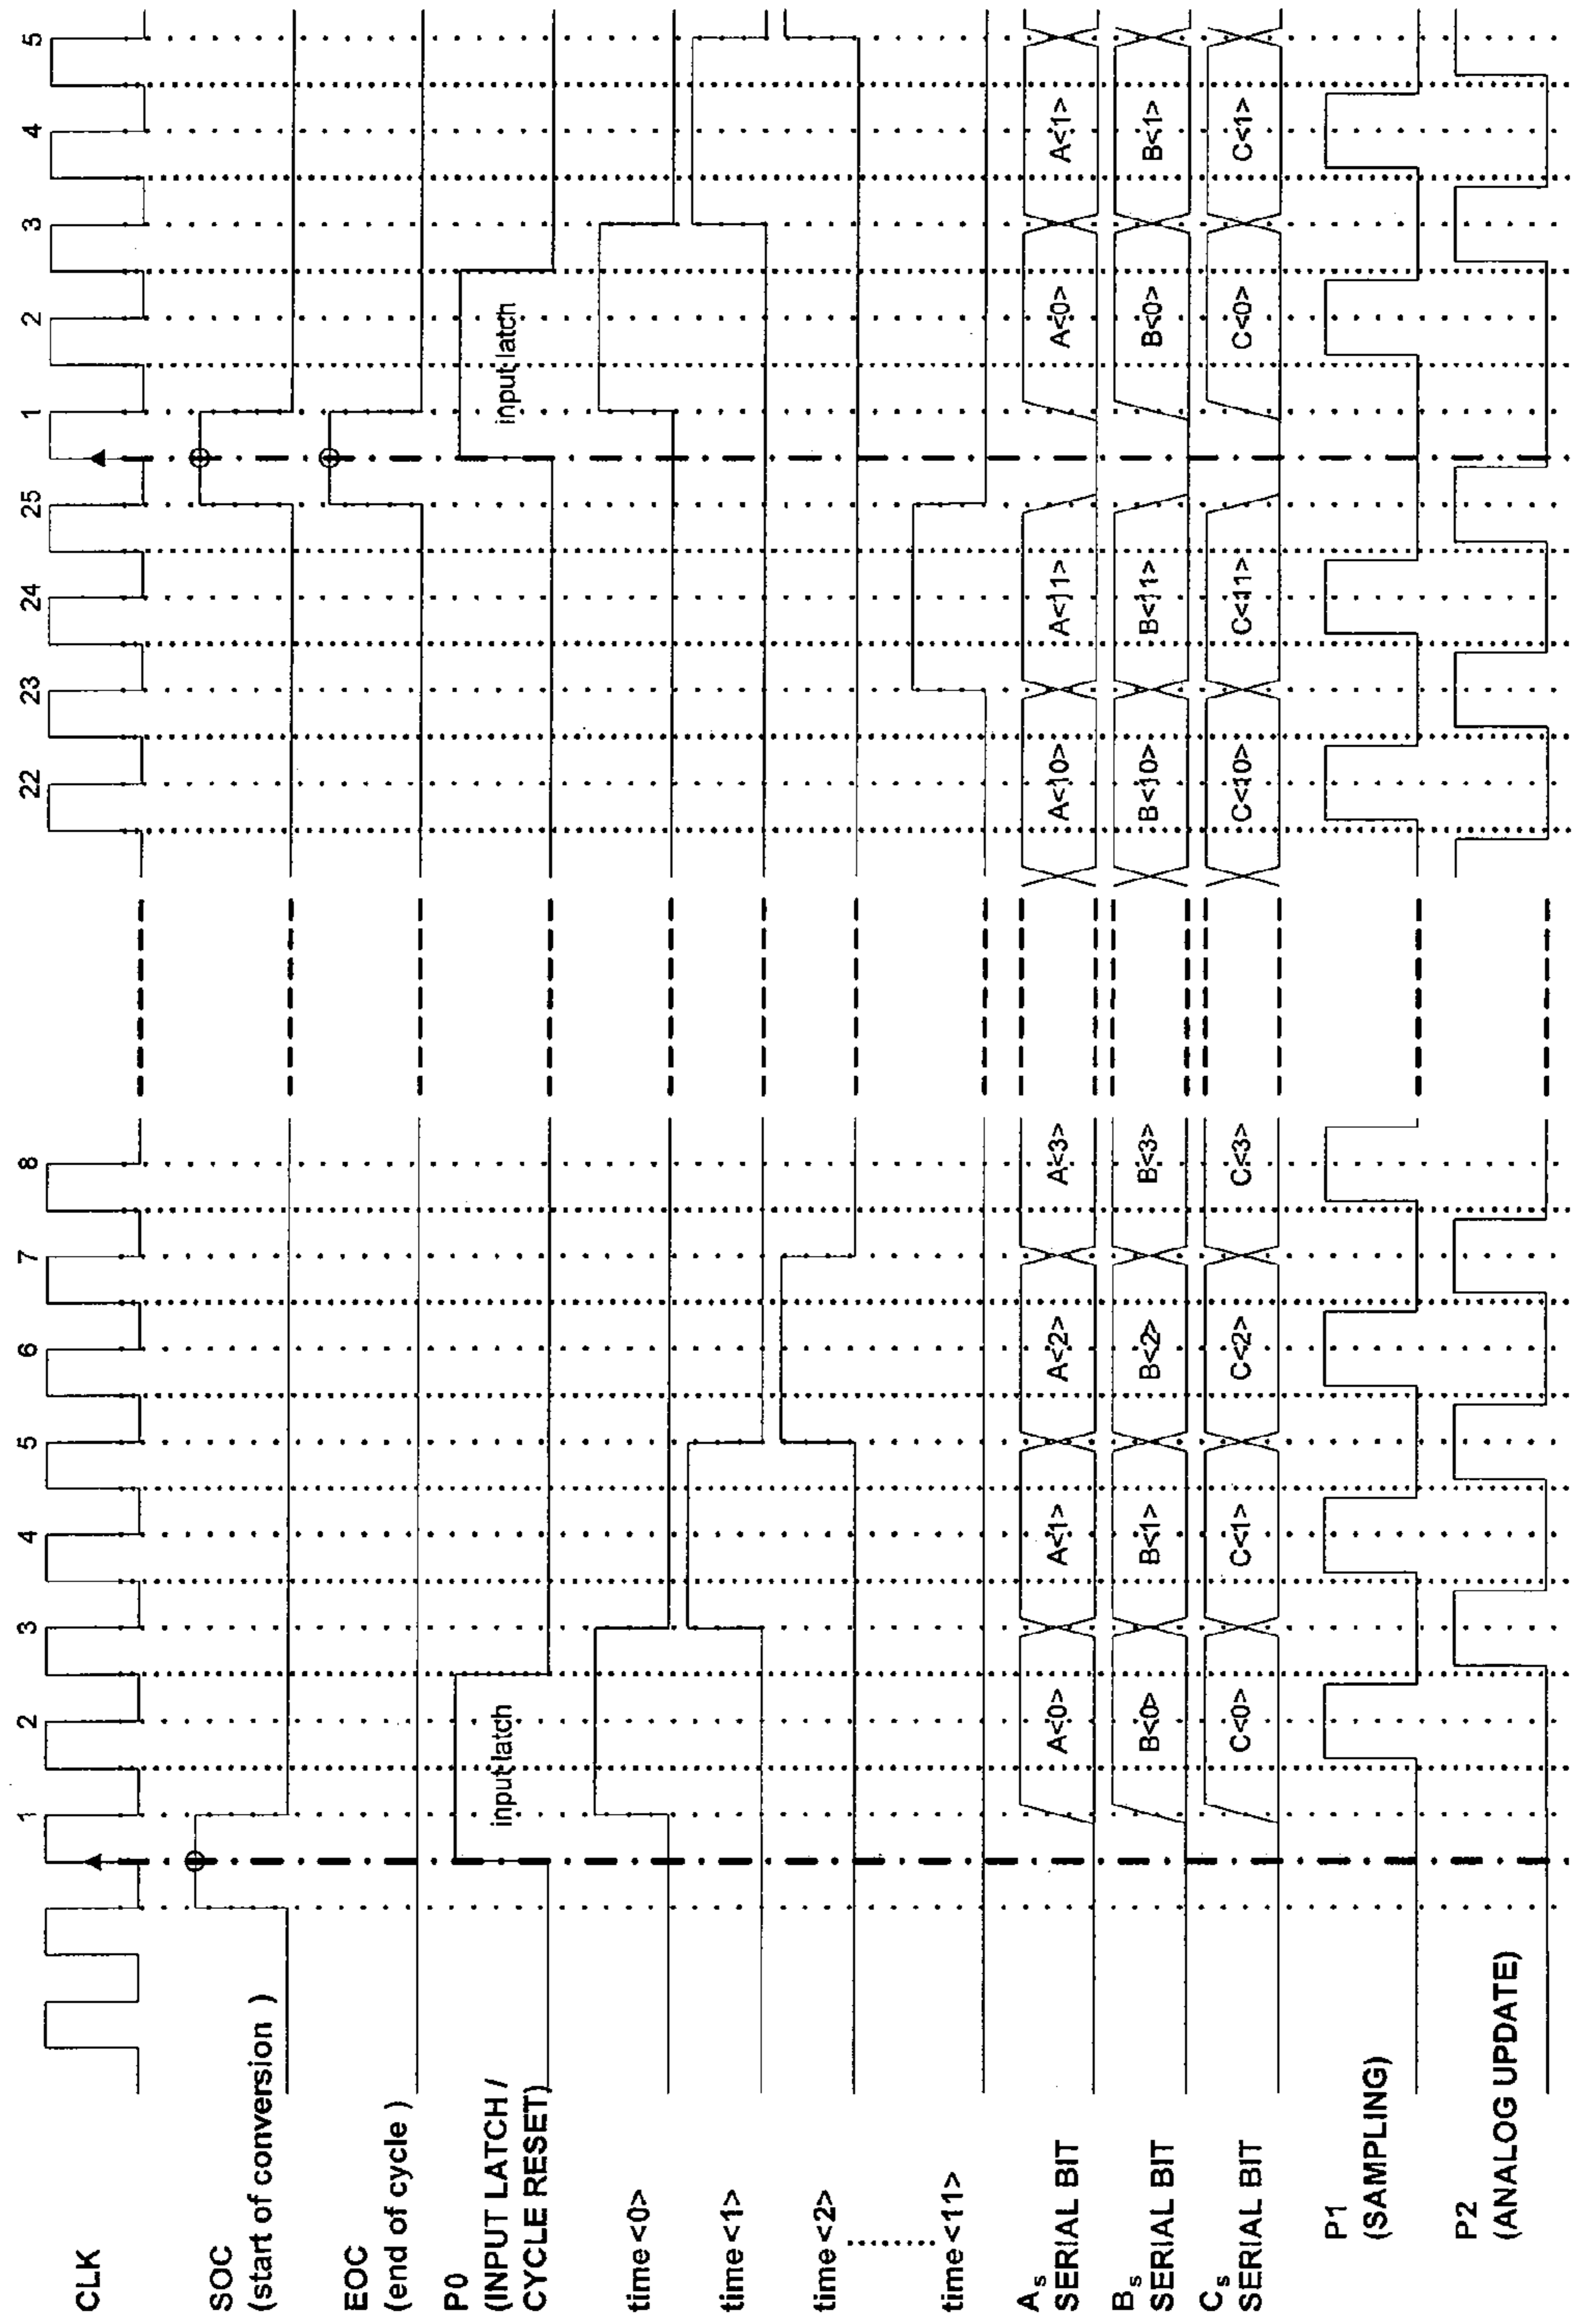 1 2 3 4 5 6 7 8 22 23 24 25 1 2 3 4 5
CLK
SOC
(start of conversion )
EOC
(end of cycle )
P0
(INPUT LATCH /
CYCLE RESET)
input latch input latch
time<0>
time<1>
time<2>
time<11>
As
SERIAL BIT
A<0> A<1> A<2> A<3> A<10> A<11> A<0> A<1>
Bs
SERIAL BIT
B<0> B<1> B<2> B<3> B<10> B<11> B<0> B<1>
Cs
SERIAL BIT
C<0> C<1> C<2> C<3> C<10> C<11> C<0> C<1>
P1
(SAMPLING)
P2
(ANALOG UPDATE)